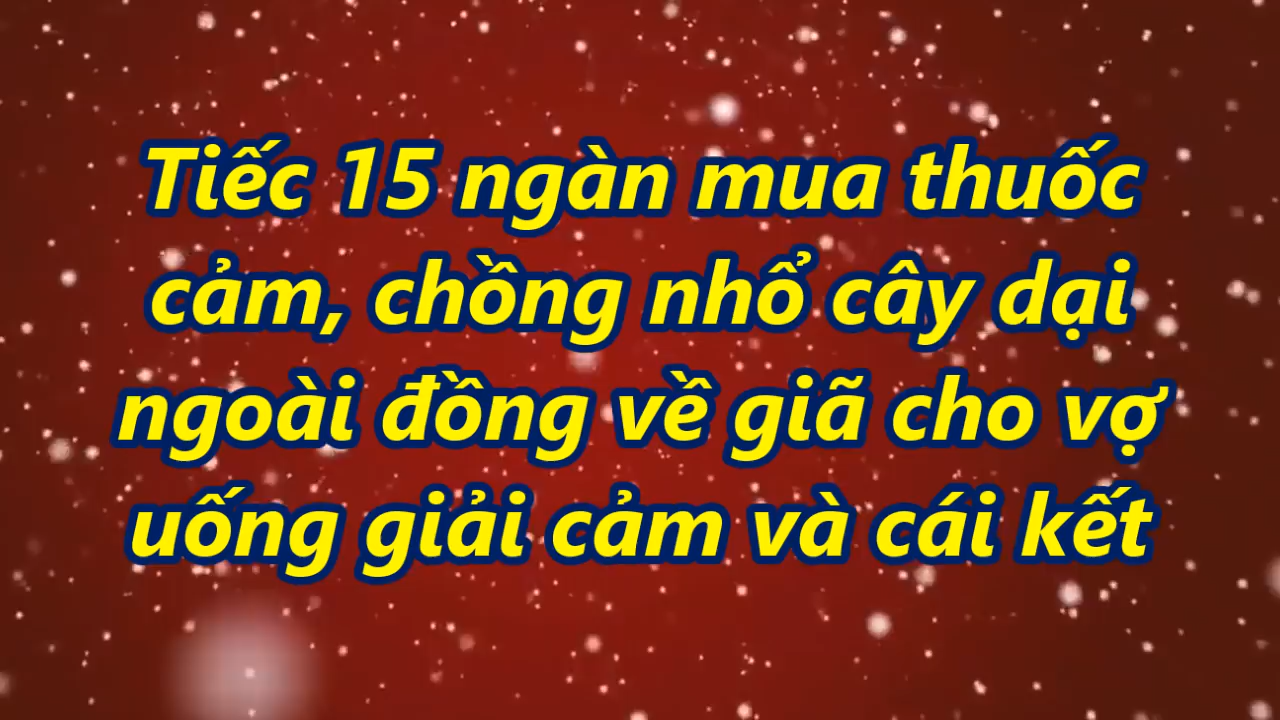 Tiếc 15 ngàn mua thuốc
cảm, chồng nhổ cây dại
ngoài đồng về giã cho vợ
uống giải cảm và cái kết